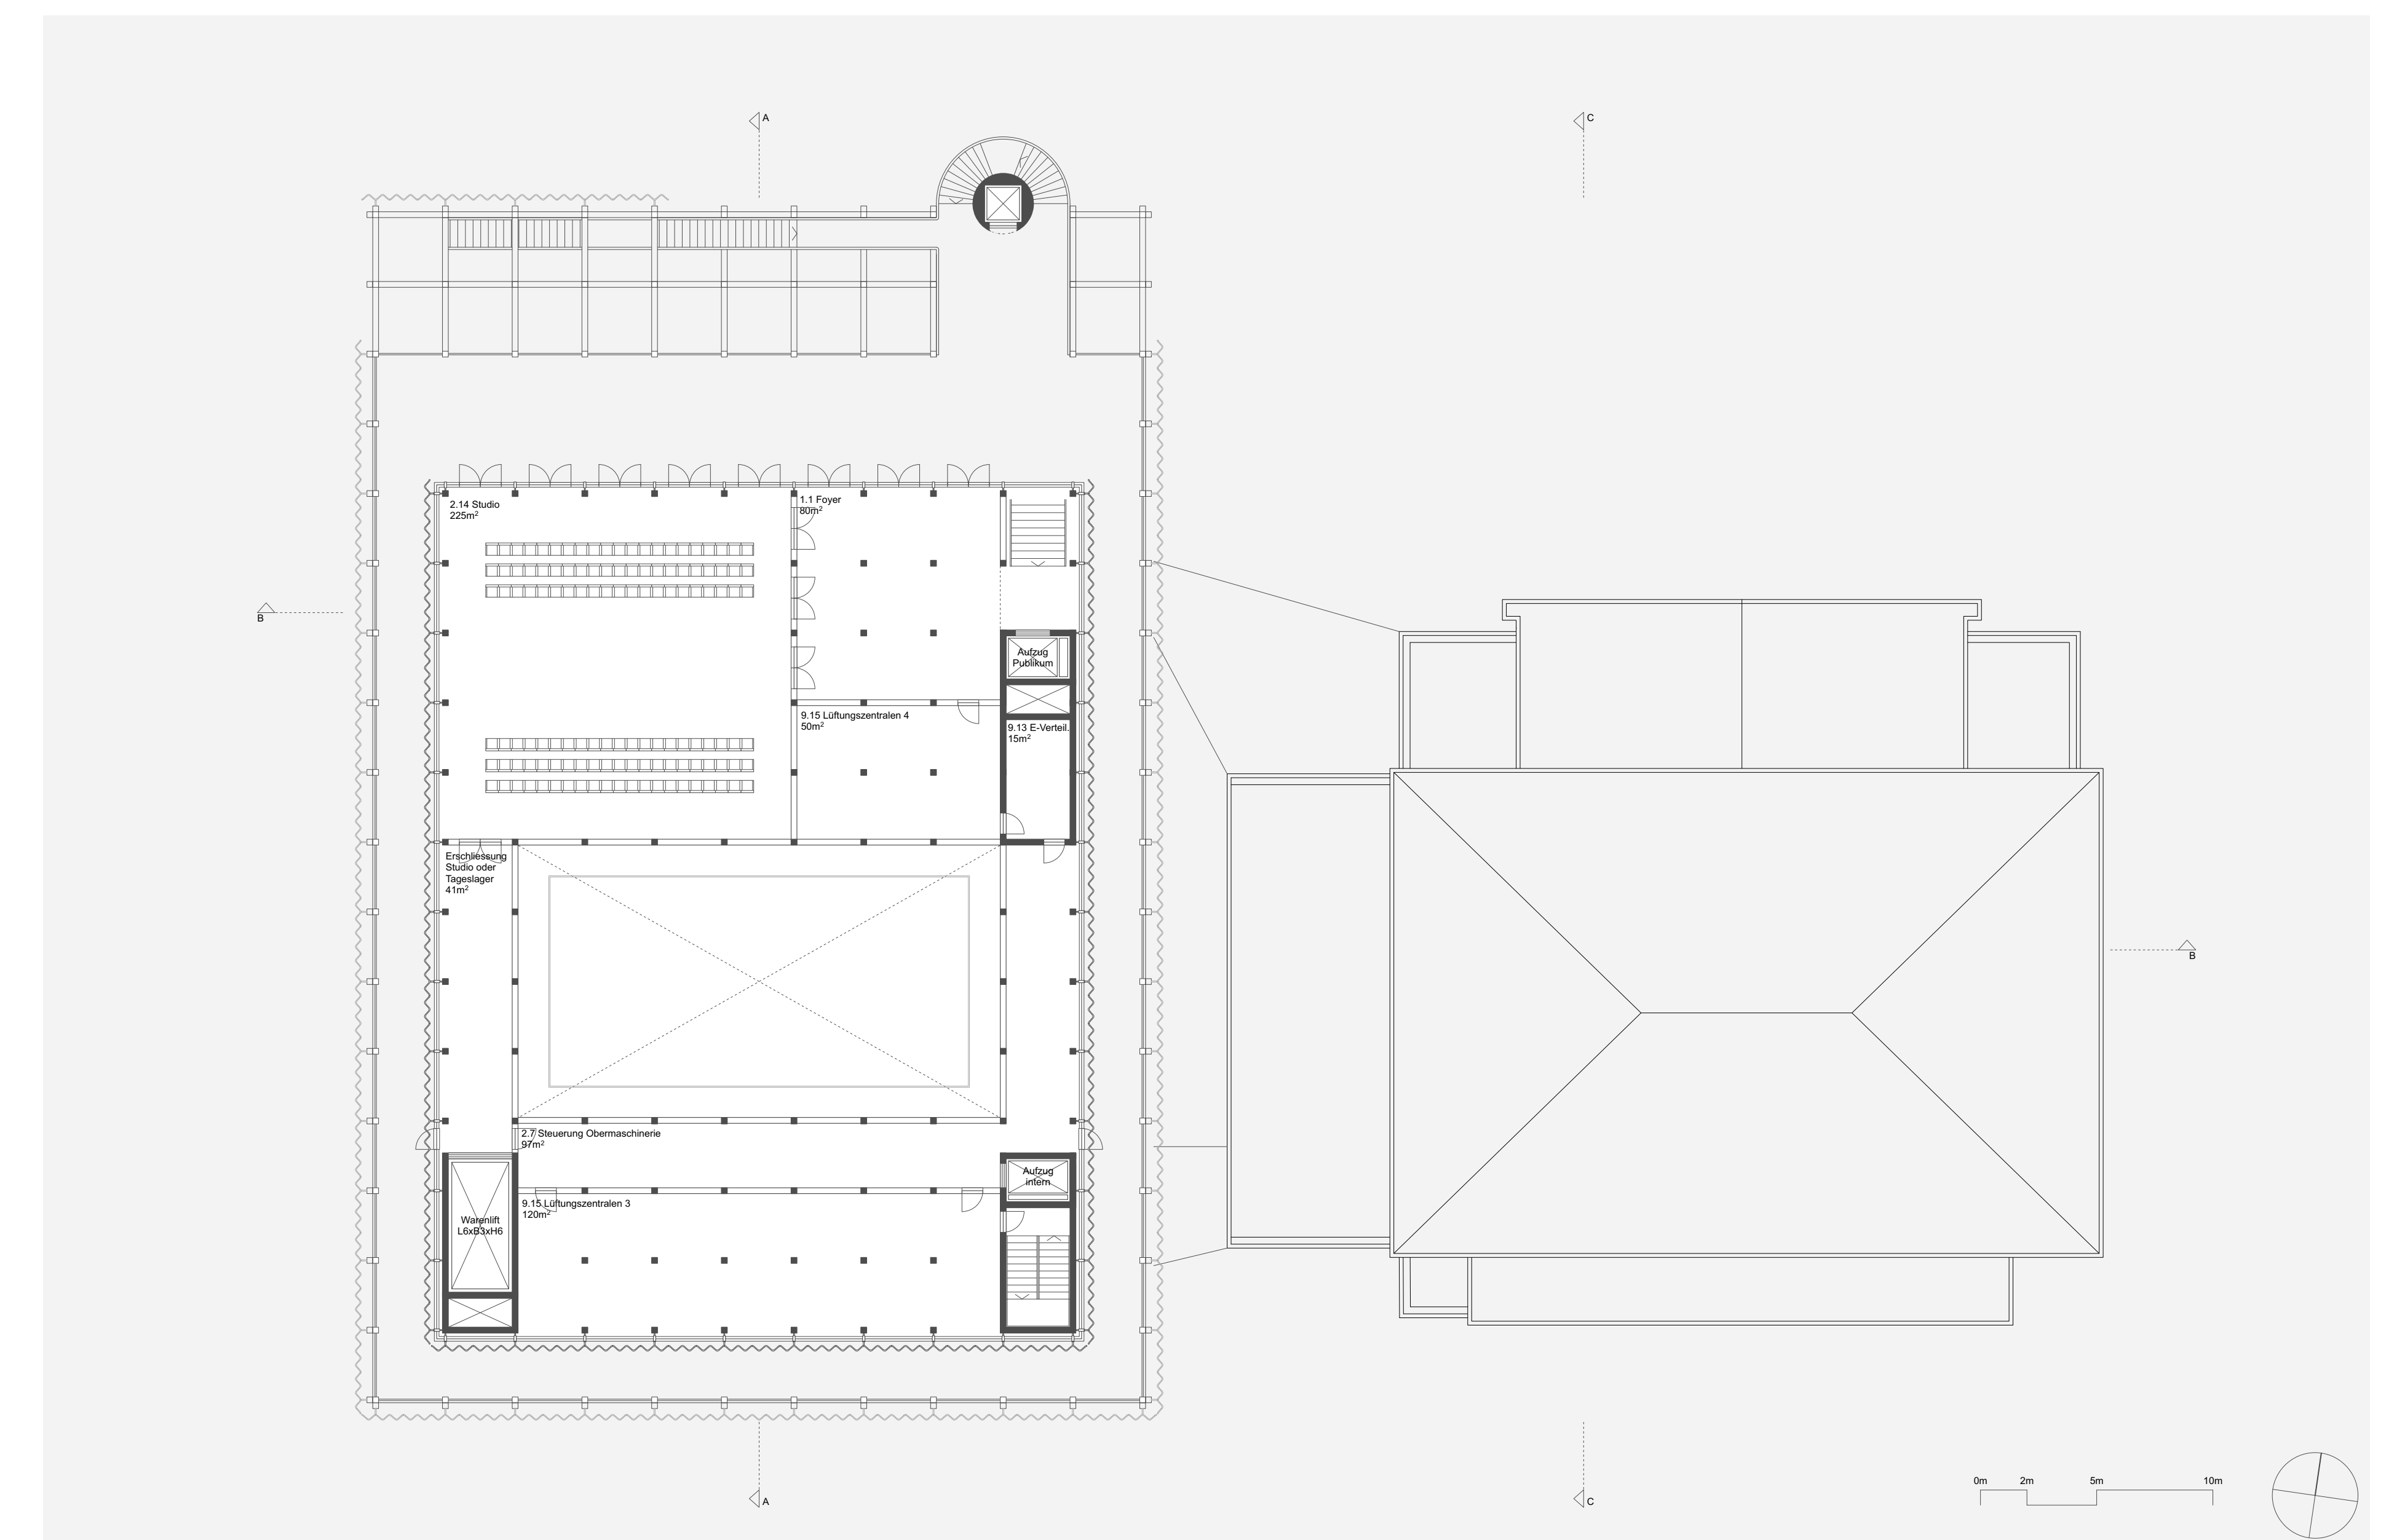 A
C
2.14 Studio
225m²
1.1 Foyer
80m²
B
Aufzug
Publikum
9.15 Lüftungszentralen 4
50m²
9.13 E-Verteil.
15m²
Erschliessung
Studio oder
Tageslager
41m²
B
2.7 Steuerung Obermaschinerie
97m²
Aufzug
intern
9.15 Lüftungszentralen 3
120m²
Warenlift
L6xB3xH6
0m 2m 5m 10m
A
C